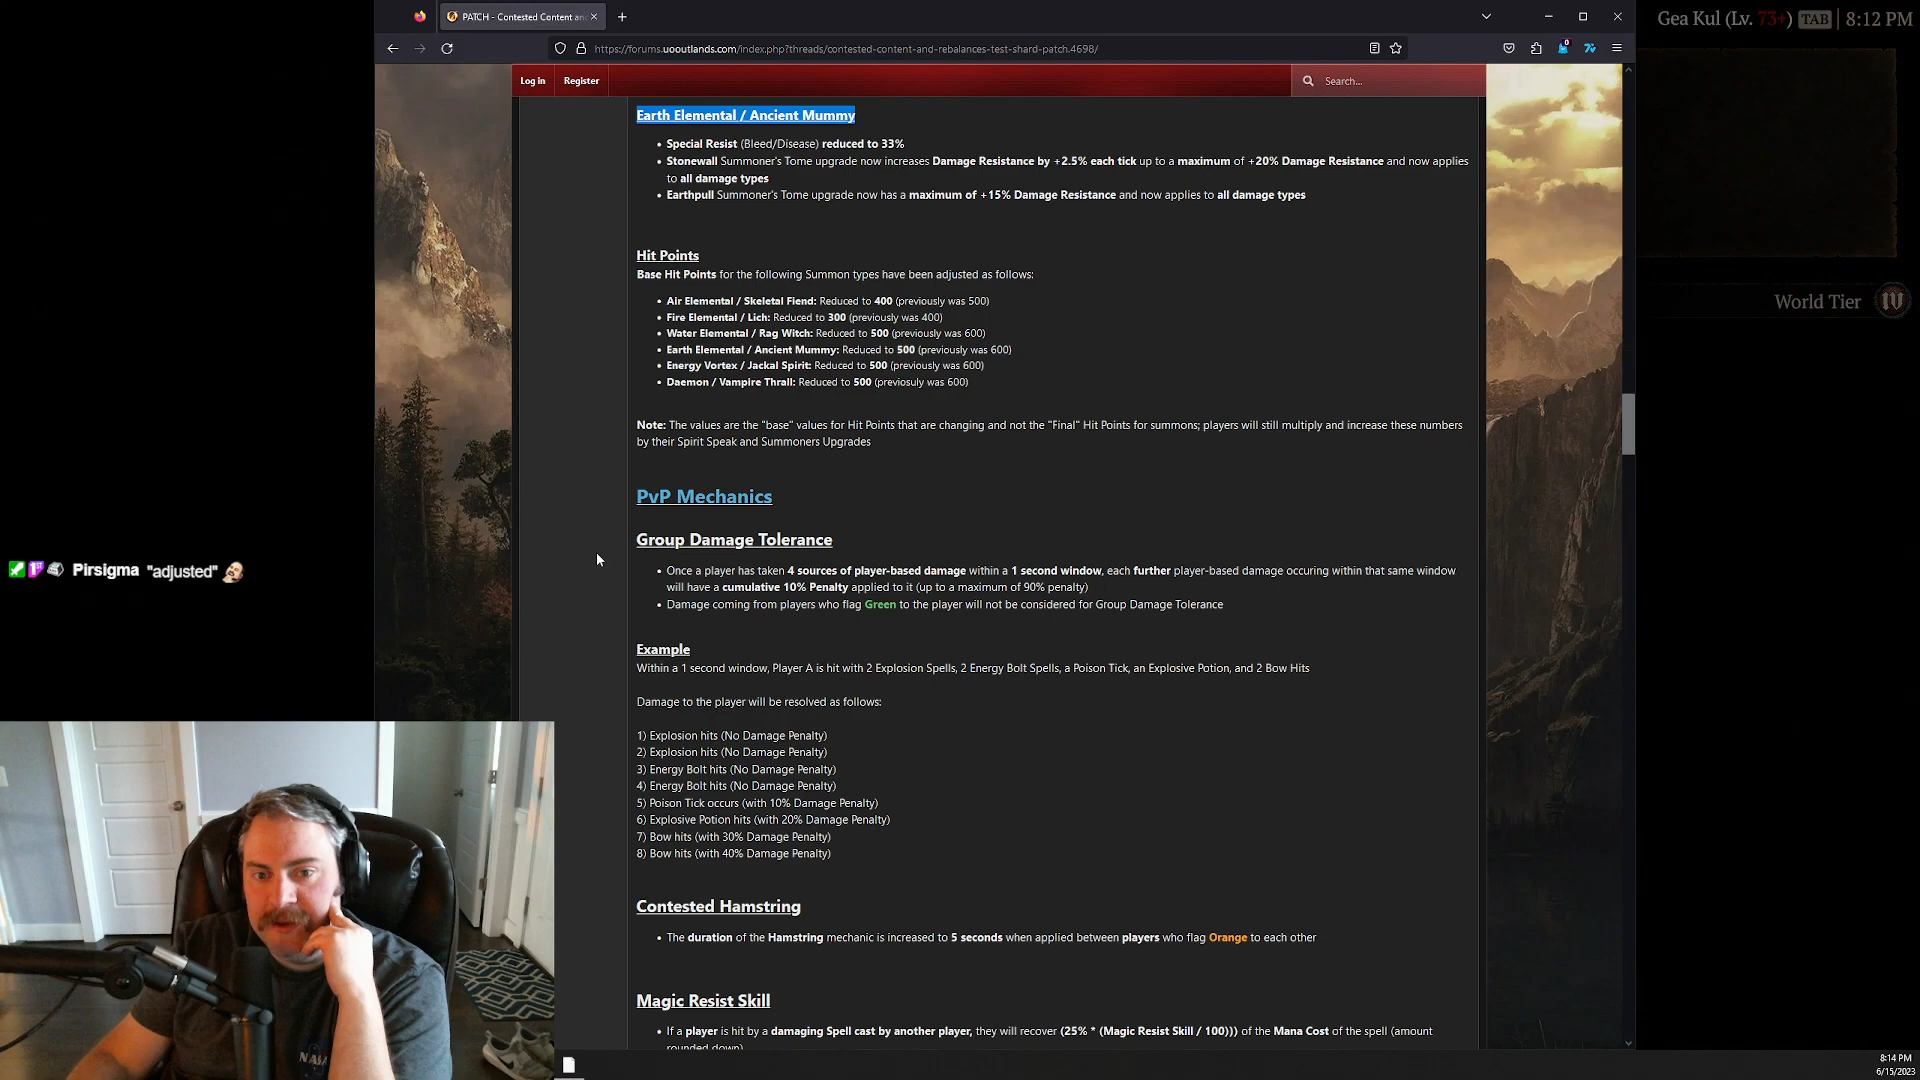 PATCH - Contested Content an
Gea Kul (Lv. 73+) TAB 8:12 PM
https://forums.uooutlands.com/index.php?threads/contested-content-and-rebalances-test-shard-patch.4698/
Log in Register Search...
Earth Elemental / Ancient Mummy
• Special Resist (Bleed/Disease) reduced to 33%
• Stonewall Summoner's Tome upgrade now increases Damage Resistance by +2.5% each tick up to a maximum of +20% Damage Resistance and now applies
to all damage types
• Earthpull Summoner's Tome upgrade now has a maximum of +15% Damage Resistance and now applies to all damage types
Hit Points
Base Hit Points for the following Summon types have been adjusted as follows:
• Air Elemental / Skeletal Fiend: Reduced to 400 (previously was 500)
World Tier IV
• Fire Elemental / Lich: Reduced to 300 (previously was 400)
• Water Elemental / Rag Witch: Reduced to 500 (previously was 600)
• Earth Elemental / Ancient Mummy: Reduced to 500 (previously was 600)
• Energy Vortex / Jackal Spirit: Reduced to 500 (previously was 600)
• Daemon / Vampire Thrall: Reduced to 500 (previosuly was 600)
Note: The values are the "base" values for Hit Points that are changing and not the "Final" Hit Points for summons; players will still multiply and increase these numbers
by their Spirit Speak and Summoners Upgrades
PvP Mechanics
Group Damage Tolerance
• Once a player has taken 4 sources of player-based damage within a 1 second window, each further player-based damage occuring within that same window
Pirsigma "adjusted"
will have a cumulative 10% Penalty applied to it (up to a maximum of 90% penalty)
• Damage coming from players who flag Green to the player will not be considered for Group Damage Tolerance
Example
Within a 1 second window, Player A is hit with 2 Explosion Spells, 2 Energy Bolt Spells, a Poison Tick, an Explosive Potion, and 2 Bow Hits
Damage to the player will be resolved as follows:
1) Explosion hits (No Damage Penalty)
2) Explosion hits (No Damage Penalty)
3) Energy Bolt hits (No Damage Penalty)
4) Energy Bolt hits (No Damage Penalty)
5) Poison Tick occurs (with 10% Damage Penalty)
6) Explosive Potion hits (with 20% Damage Penalty)
7) Bow hits (with 30% Damage Penalty)
8) Bow hits (with 40% Damage Penalty)
Contested Hamstring
• The duration of the Hamstring mechanic is increased to 5 seconds when applied between players who flag Orange to each other
Magic Resist Skill
• If a player is hit by a damaging Spell cast by another player, they will recover (25% * (Magic Resist Skill / 100))) of the Mana Cost of the spell (amount
rounded down)
NASA
8:14 PM
6/15/2023